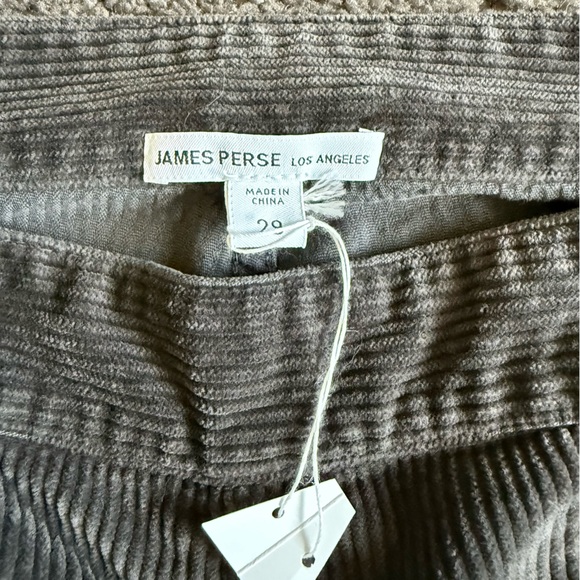 JAMES PERSE LOS ANGELES
MADE IN
CHINA
29